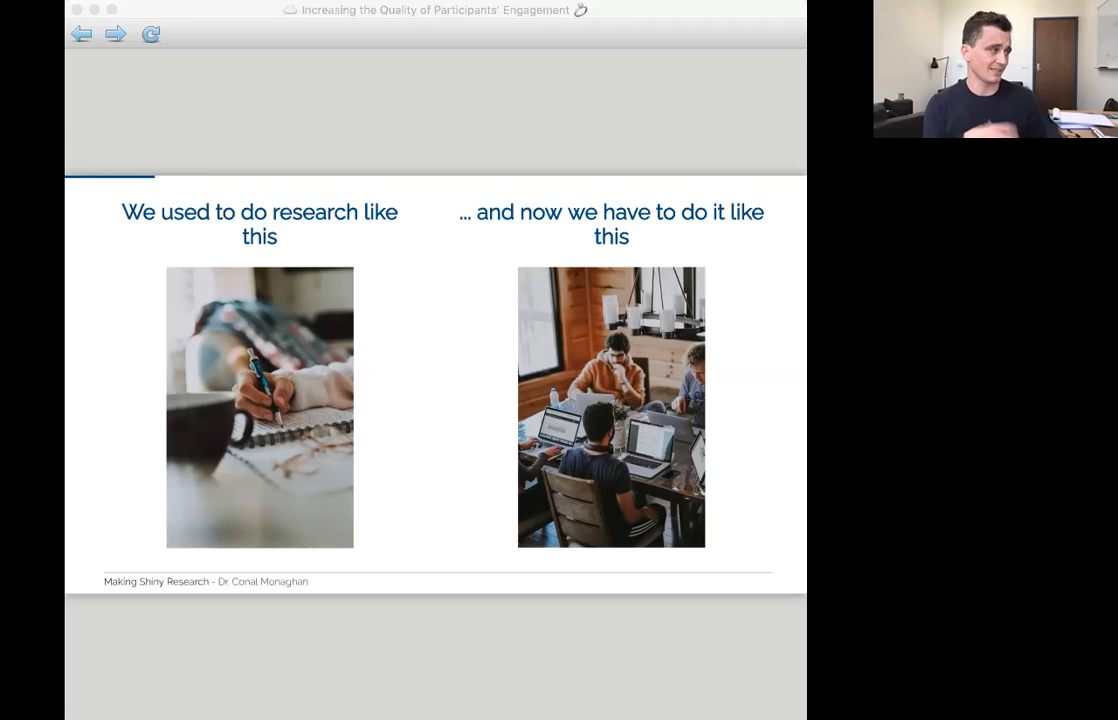 Increasing the Quality of Participants' Engagement
We used to do research like
this
... and now we have to do it like
this
Making Shiny Research - Dr. Conal Monaghan